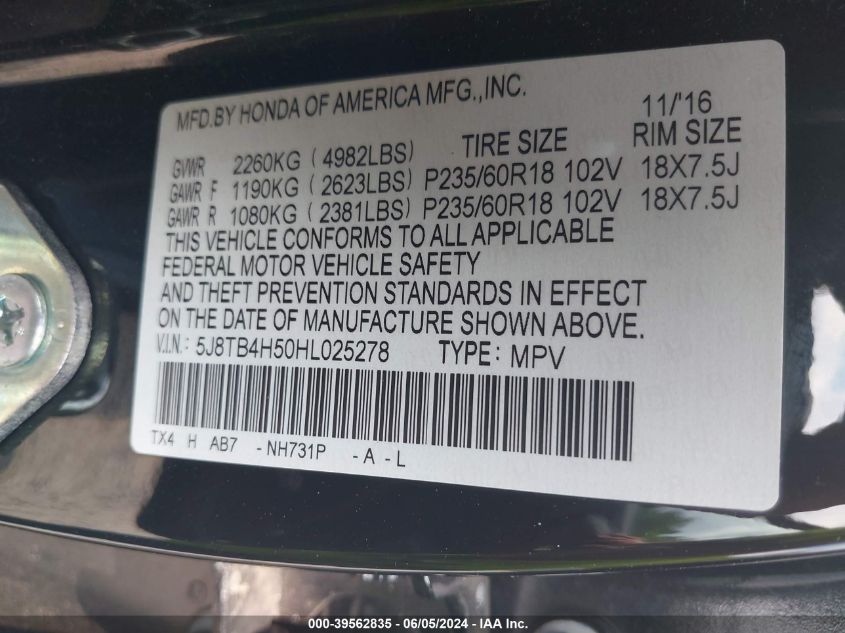 MFD.BY HONDA OF AMERICA MFG.,INC. 11/'16
GVWR 2260KG ( 4982LBS) TIRE SIZE RIM SIZE
GAWR F 1190KG ( 2623LBS) P235/60R18 102V 18X7.5J
GAWR R 1080KG ( 2381LBS) P235/60R18 102V 18X7.5J
THIS VEHICLE CONFORMS TO ALL APPLICABLE
FEDERAL MOTOR VEHICLE SAFETY
AND THEFT PREVENTION STANDARDS IN EFFECT
ON THE DATE OF MANUFACTURE SHOWN ABOVE.
V.I.N: 5J8TB4H50HL025278 TYPE: MPV
TX4 H AB7 -NH731P -A-L
000-39562835 - 06/05/2024 - IAA Inc.